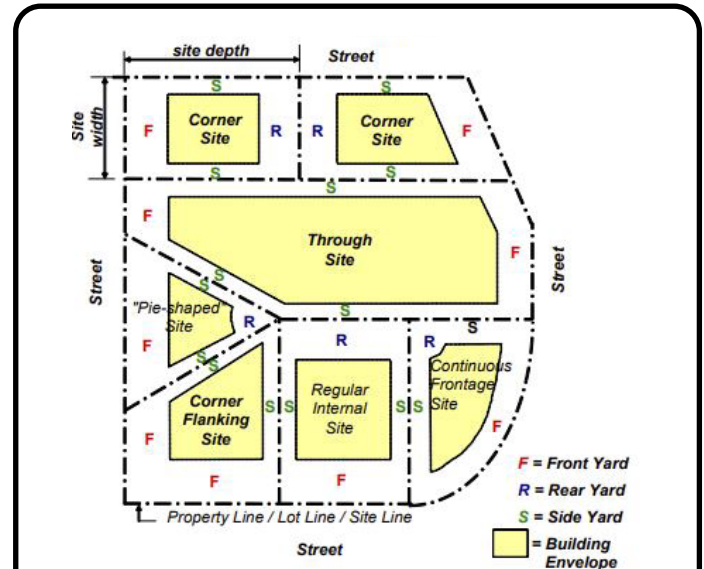 site depth
Street
Site
width
S
S
F
Corner
Site
R
R
Corner
Site
F
S
S
S
F
Through
Site
F
Street
Street
S
S
S
"Pie-shaped"
Site
R
F
S
S
S
R
R
Continuous
Frontage
Site
Corner
Flanking
Site
S
S
Regular
Internal
Site
S
S
F
F
F
F
F = Front Yard
R = Rear Yard
S = Side Yard
= Building
Envelope
Property Line / Lot Line / Site Line
Street